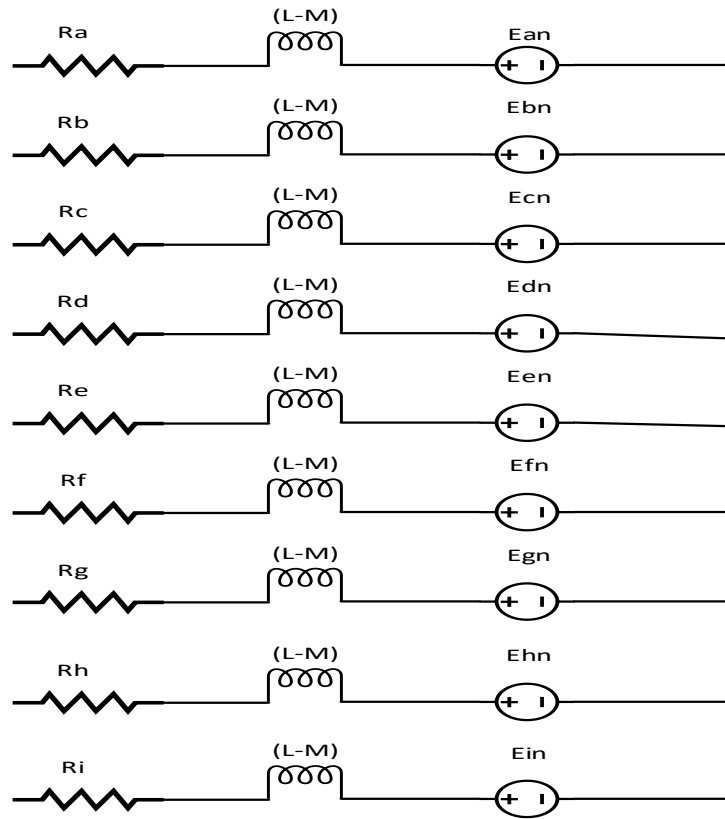 (L-M)
Ra
Ean
(L-M)
Rb
Ebn
(L-M)
Rc
Ecn
(L-M)
Rd
Edn
(L-M)
Re
Een
(L-M)
Rf
Efn
(L-M)
Rg
Egn
(L-M)
Rh
Ehn
(L-M)
Ri
Ein